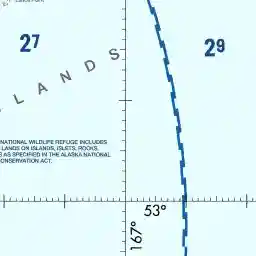 27
29
LANDS
NATIONAL WILDLIFE REFUGE INCLUDES
LANDS ON ISLANDS, ISLETS, ROCKS,
AS SPECIFIED IN THE ALASKA NATIONAL
CONSERVATION ACT.
53°
167°